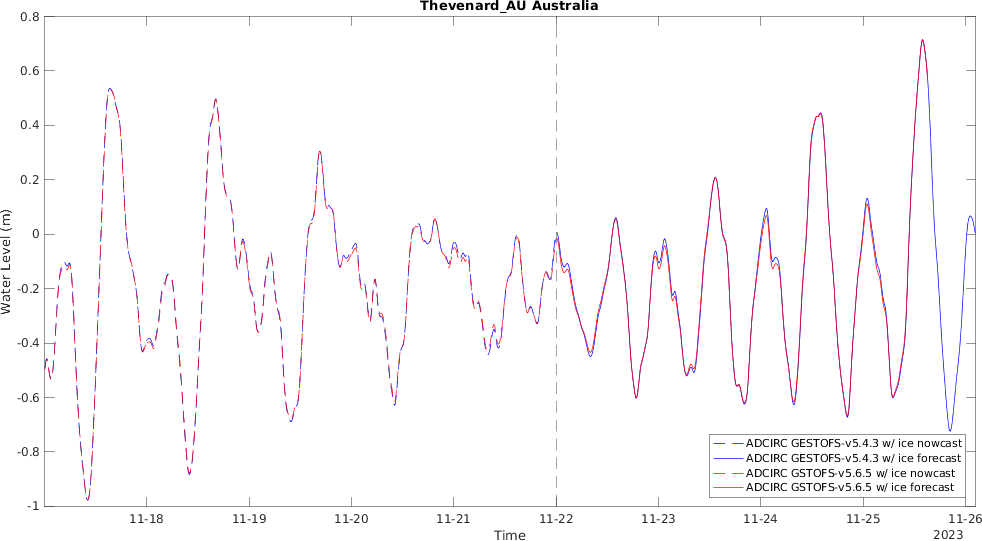 Thevenard_AU Australia
0.8
0.6
0.4
0.2
0
-0.2
-0.4
-0.6
-0.8
-1
Water Level (m)
11-18
11-19
11-20
11-21
11-22
11-23
11-24
11-25
11-26
2023
Time
ADCIRC GESTOFS-v5.4.3 w/ ice nowcast
ADCIRC GESTOFS-v5.4.3 w/ ice forecast
ADCIRC GSTOFS-v5.6.5 w/ ice nowcast
ADCIRC GSTOFS-v5.6.5 w/ ice forecast